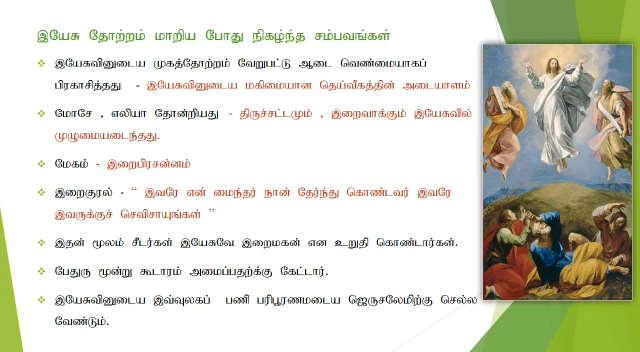 இயேசு தோற்றம் மாறிய போது நிகழ்ந்த சம்பவங்கள்
இயேசுவினுடைய முகத்தோற்றம் வேறுபட்டு ஆடை வெண்மையாகப்
பிரகாசித்தது - இயேசுவினுடைய மகிமையான தெய்வீகத்தின் அடையாளம்
மோசே , எலியா தோன்றியது - திருச்சட்டமும் , இறைவாக்கும் இயேசுவில்
முழுமையடைந்தது.
மேகம் - இறைபிரசன்னம்
இறைகுரல் - “ இவரே என் மைந்தர் நான் தேர்ந்து கொண்டவர் இவரே
இவருக்குச் செவிசாயுங்கள் ”
இதன் மூலம் சீடர்கள் இயேசுவே இறைமகன் என உறுதி கொண்டார்கள்.
பேதுரு மூன்று கூடாரம் அமைப்பதற்க்கு கேட்டார்.
இயேசுவினுடைய இவ்வுலகப் பணி பரிபூரணமடைய ஜெருசலேமிற்கு செல்ல
வேண்டும்.